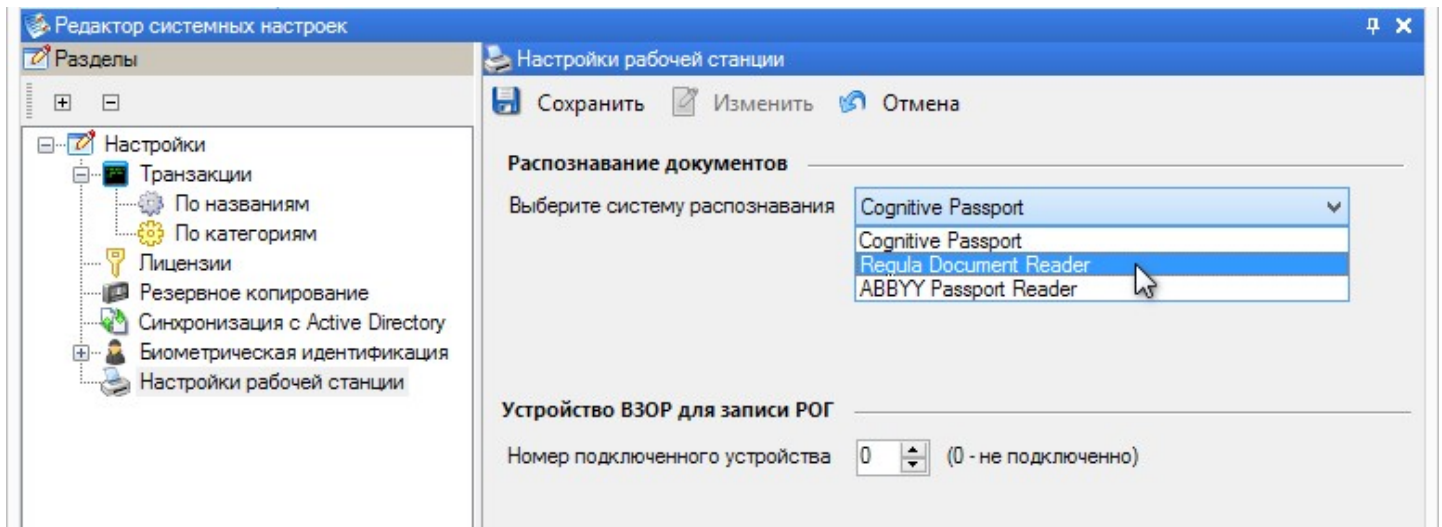 Редактор системных настроек
Разделы
Настройки
Транзакции
По названиям
По категориям
Лицензии
Резервное копирование
Синхронизация с Active Directory
Биометрическая идентификация
Настройки рабочей станции
Настройки рабочей станции
Сохранить Изменить Отмена
Распознавание документов
Выберите систему распознавания Cognitive Passport
Cognitive Passport
Regula Document Reader
ABBYY Passport Reader
Устройство ВЗОР для записи РОГ
Номер подключенного устройства 0 (0 - не подключенно)